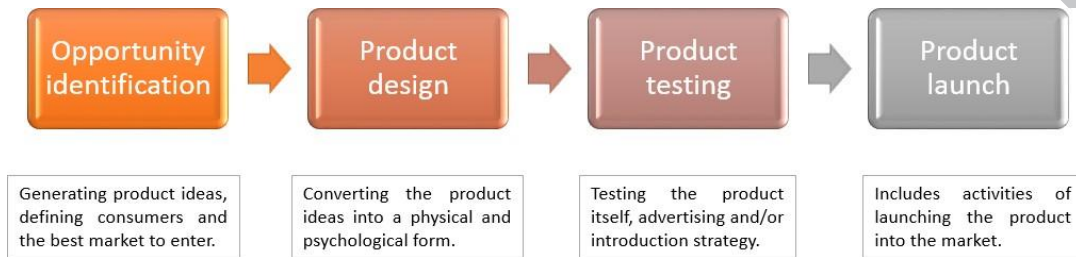 Opportunity
identification
Product
design
Product
testing
Product
launch
Generating product ideas,
defining consumers and
the best market to enter.
Converting the product
ideas into a physical and
psychological form.
Testing the product
itself, advertising and/or
introduction strategy.
Includes activities of
launching the product
into the market.